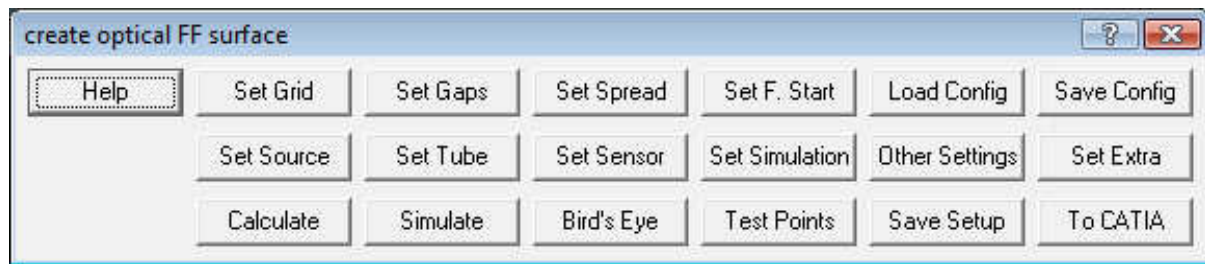 create optical FF surface
Help Set Grid Set Gaps Set Spread Set F. Start Load Config Save Config
Set Source Set Tube Set Sensor Set Simulation Other Settings Set Extra
Calculate Simulate Bird's Eye Test Points Save Setup To CATIA